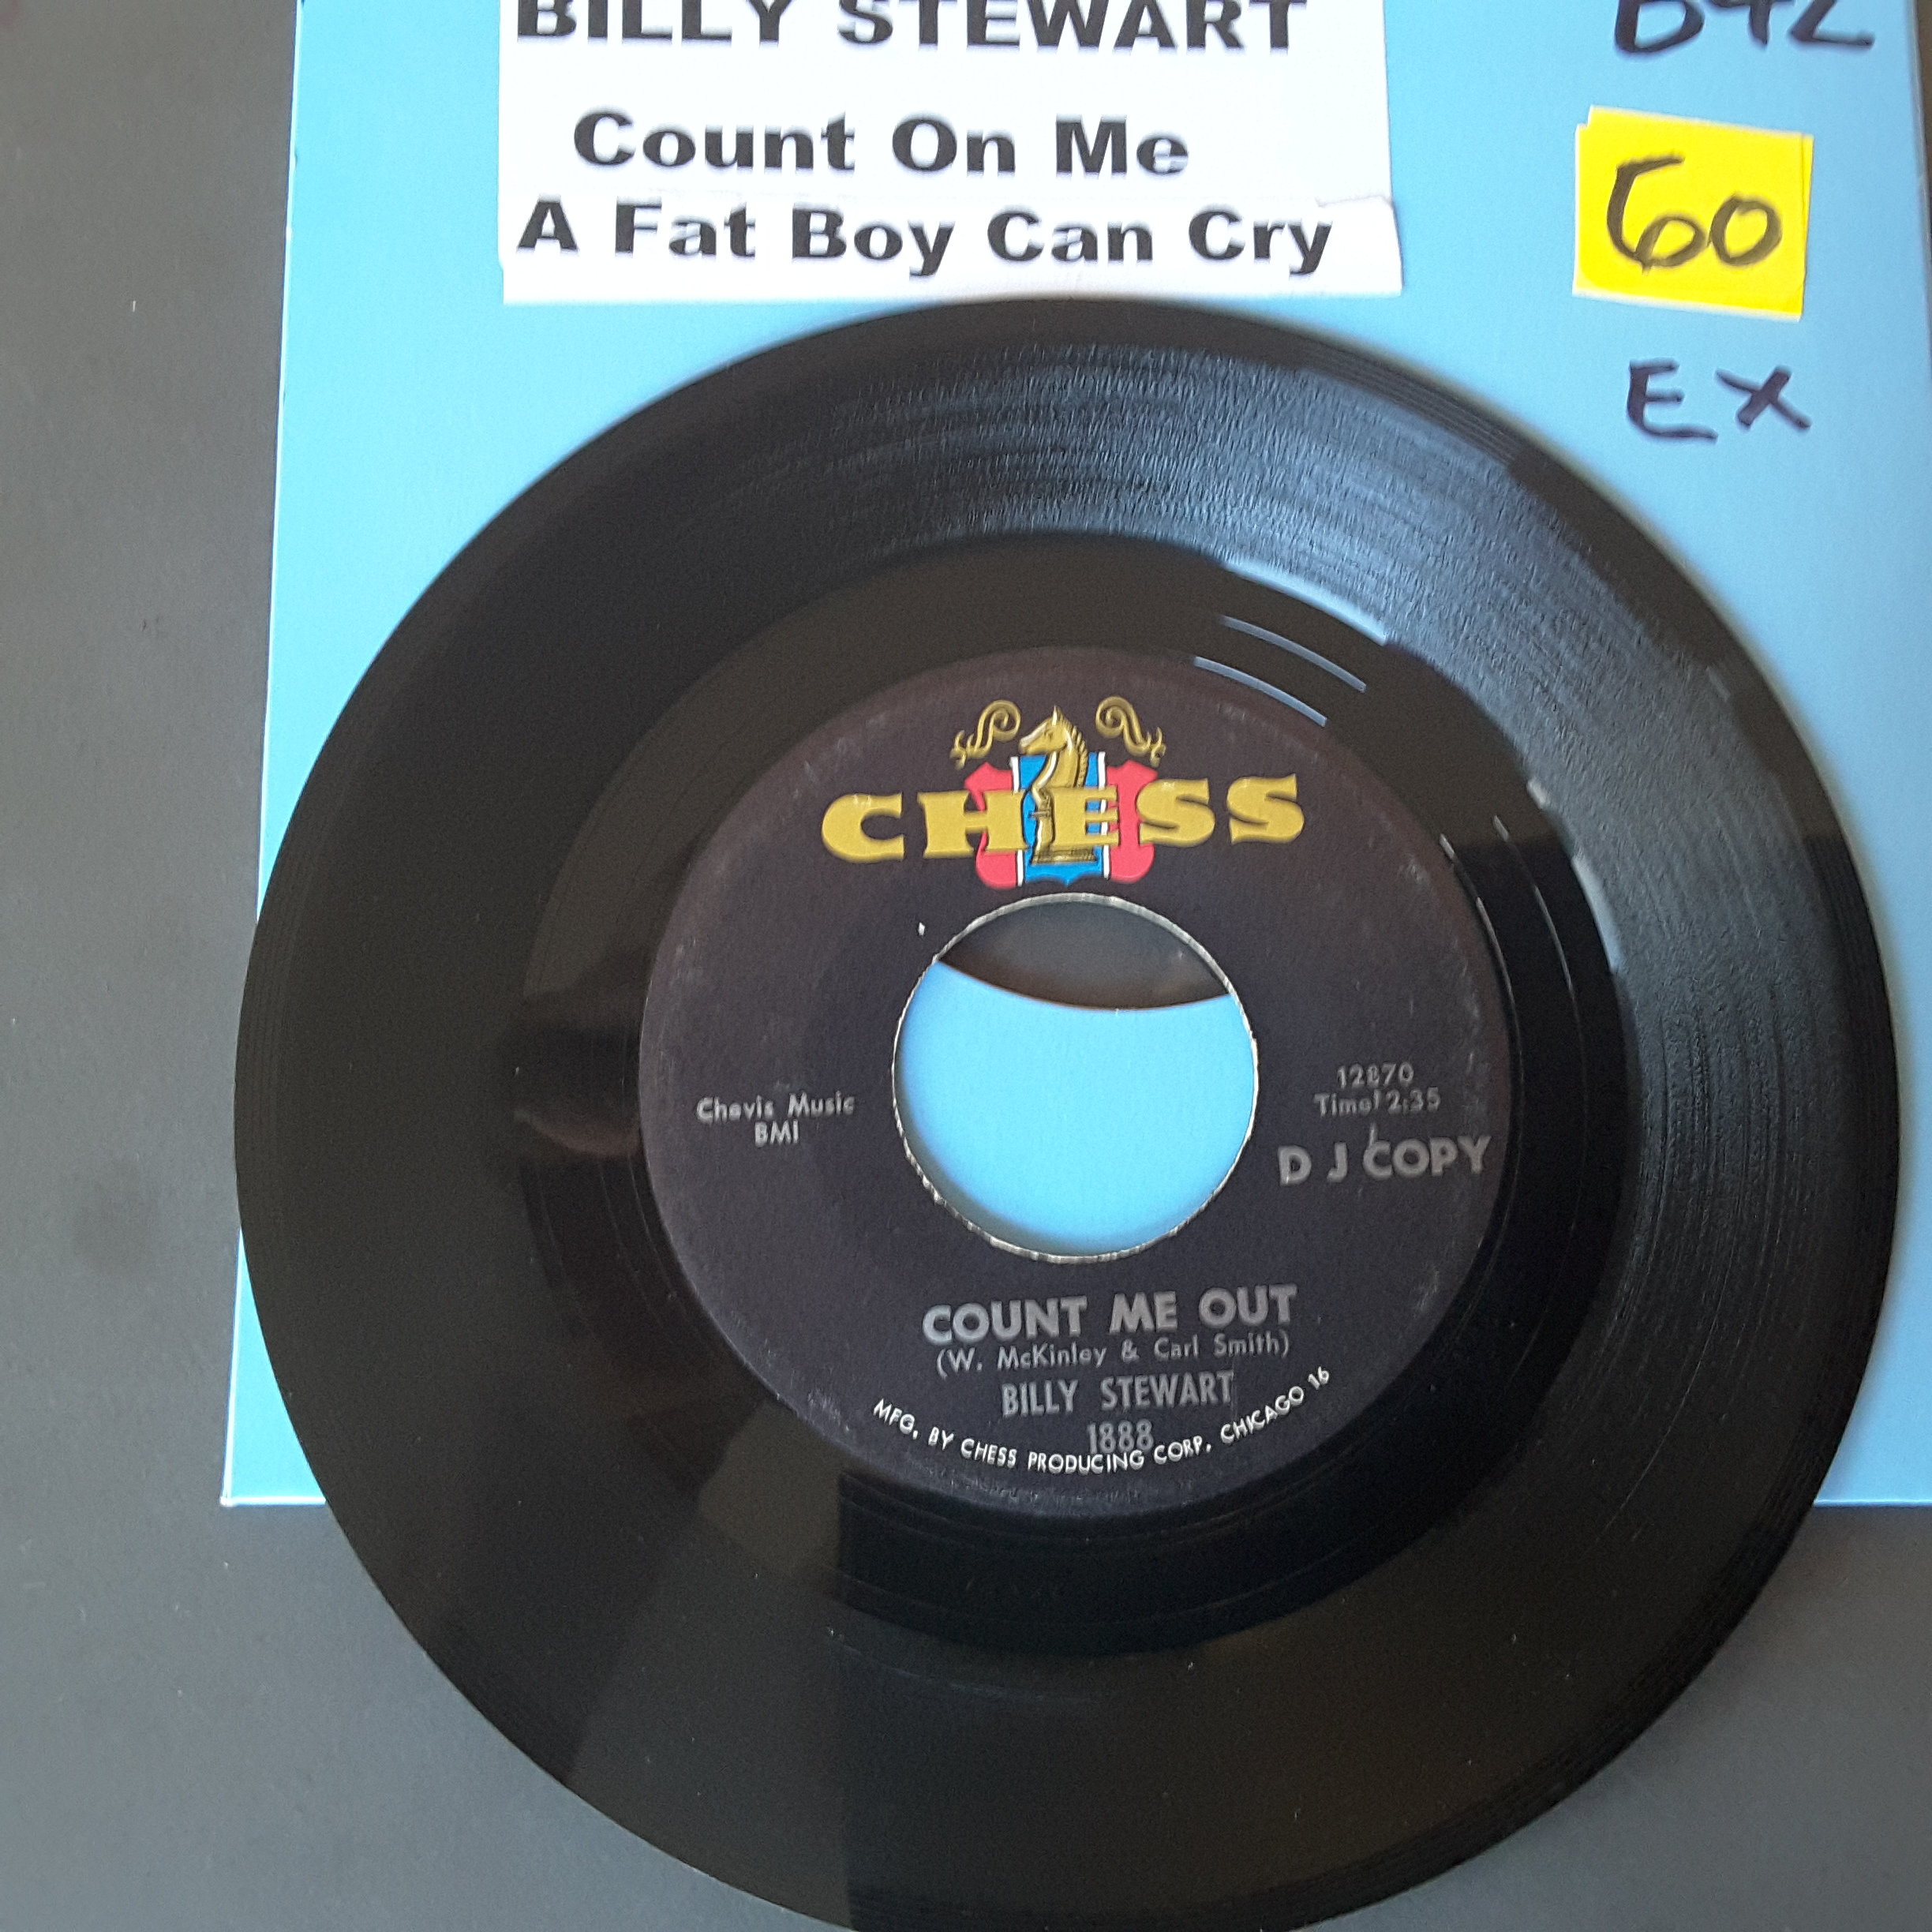 BILLY STEWART
Count On Me
A Fat Boy Can Cry
60
EX
CHESS
Chevis Music
BMI
12870
Time: 2:35
D J COPY
COUNT ME OUT
(W. McKinley & Carl Smith)
BILLY STEWART
1888
MFG. BY CHESS PRODUCING CORP. CHICAGO 16